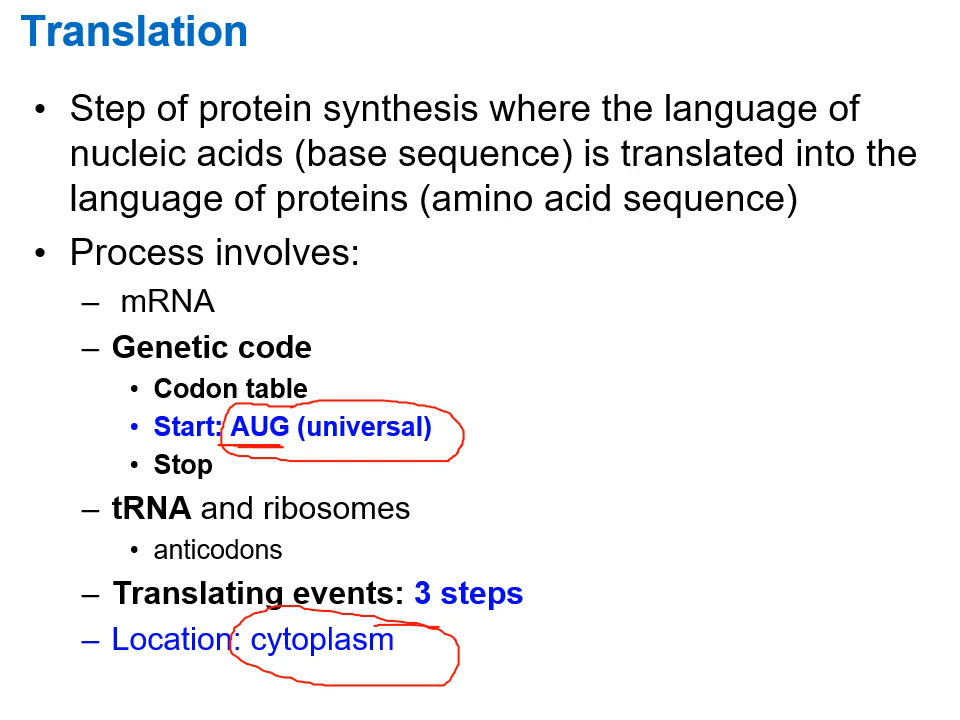 Translation
• Step of protein synthesis where the language of
nucleic acids (base sequence) is translated into the
language of proteins (amino acid sequence)
• Process involves:
– mRNA
– Genetic code
• Codon table
• Start: AUG (universal)
• Stop
– tRNA and ribosomes
• anticodons
– Translating events: 3 steps
– Location: cytoplasm